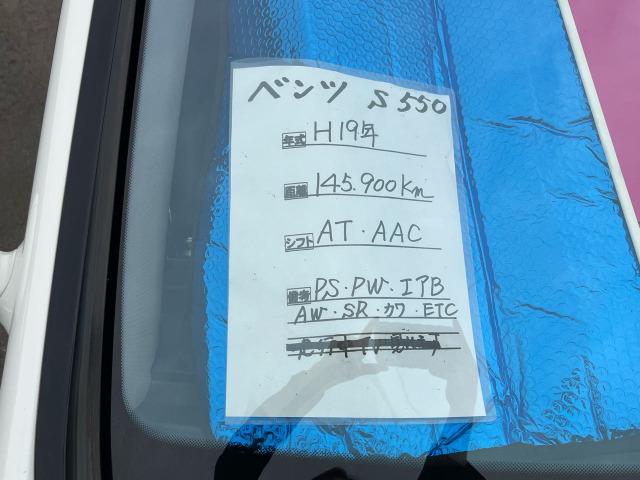 ベンツ S550
年式 H19年
距離 145.900km
シフト AT・AAC
備考 PS・PW・エアB
AW・SR・カワ・ETC